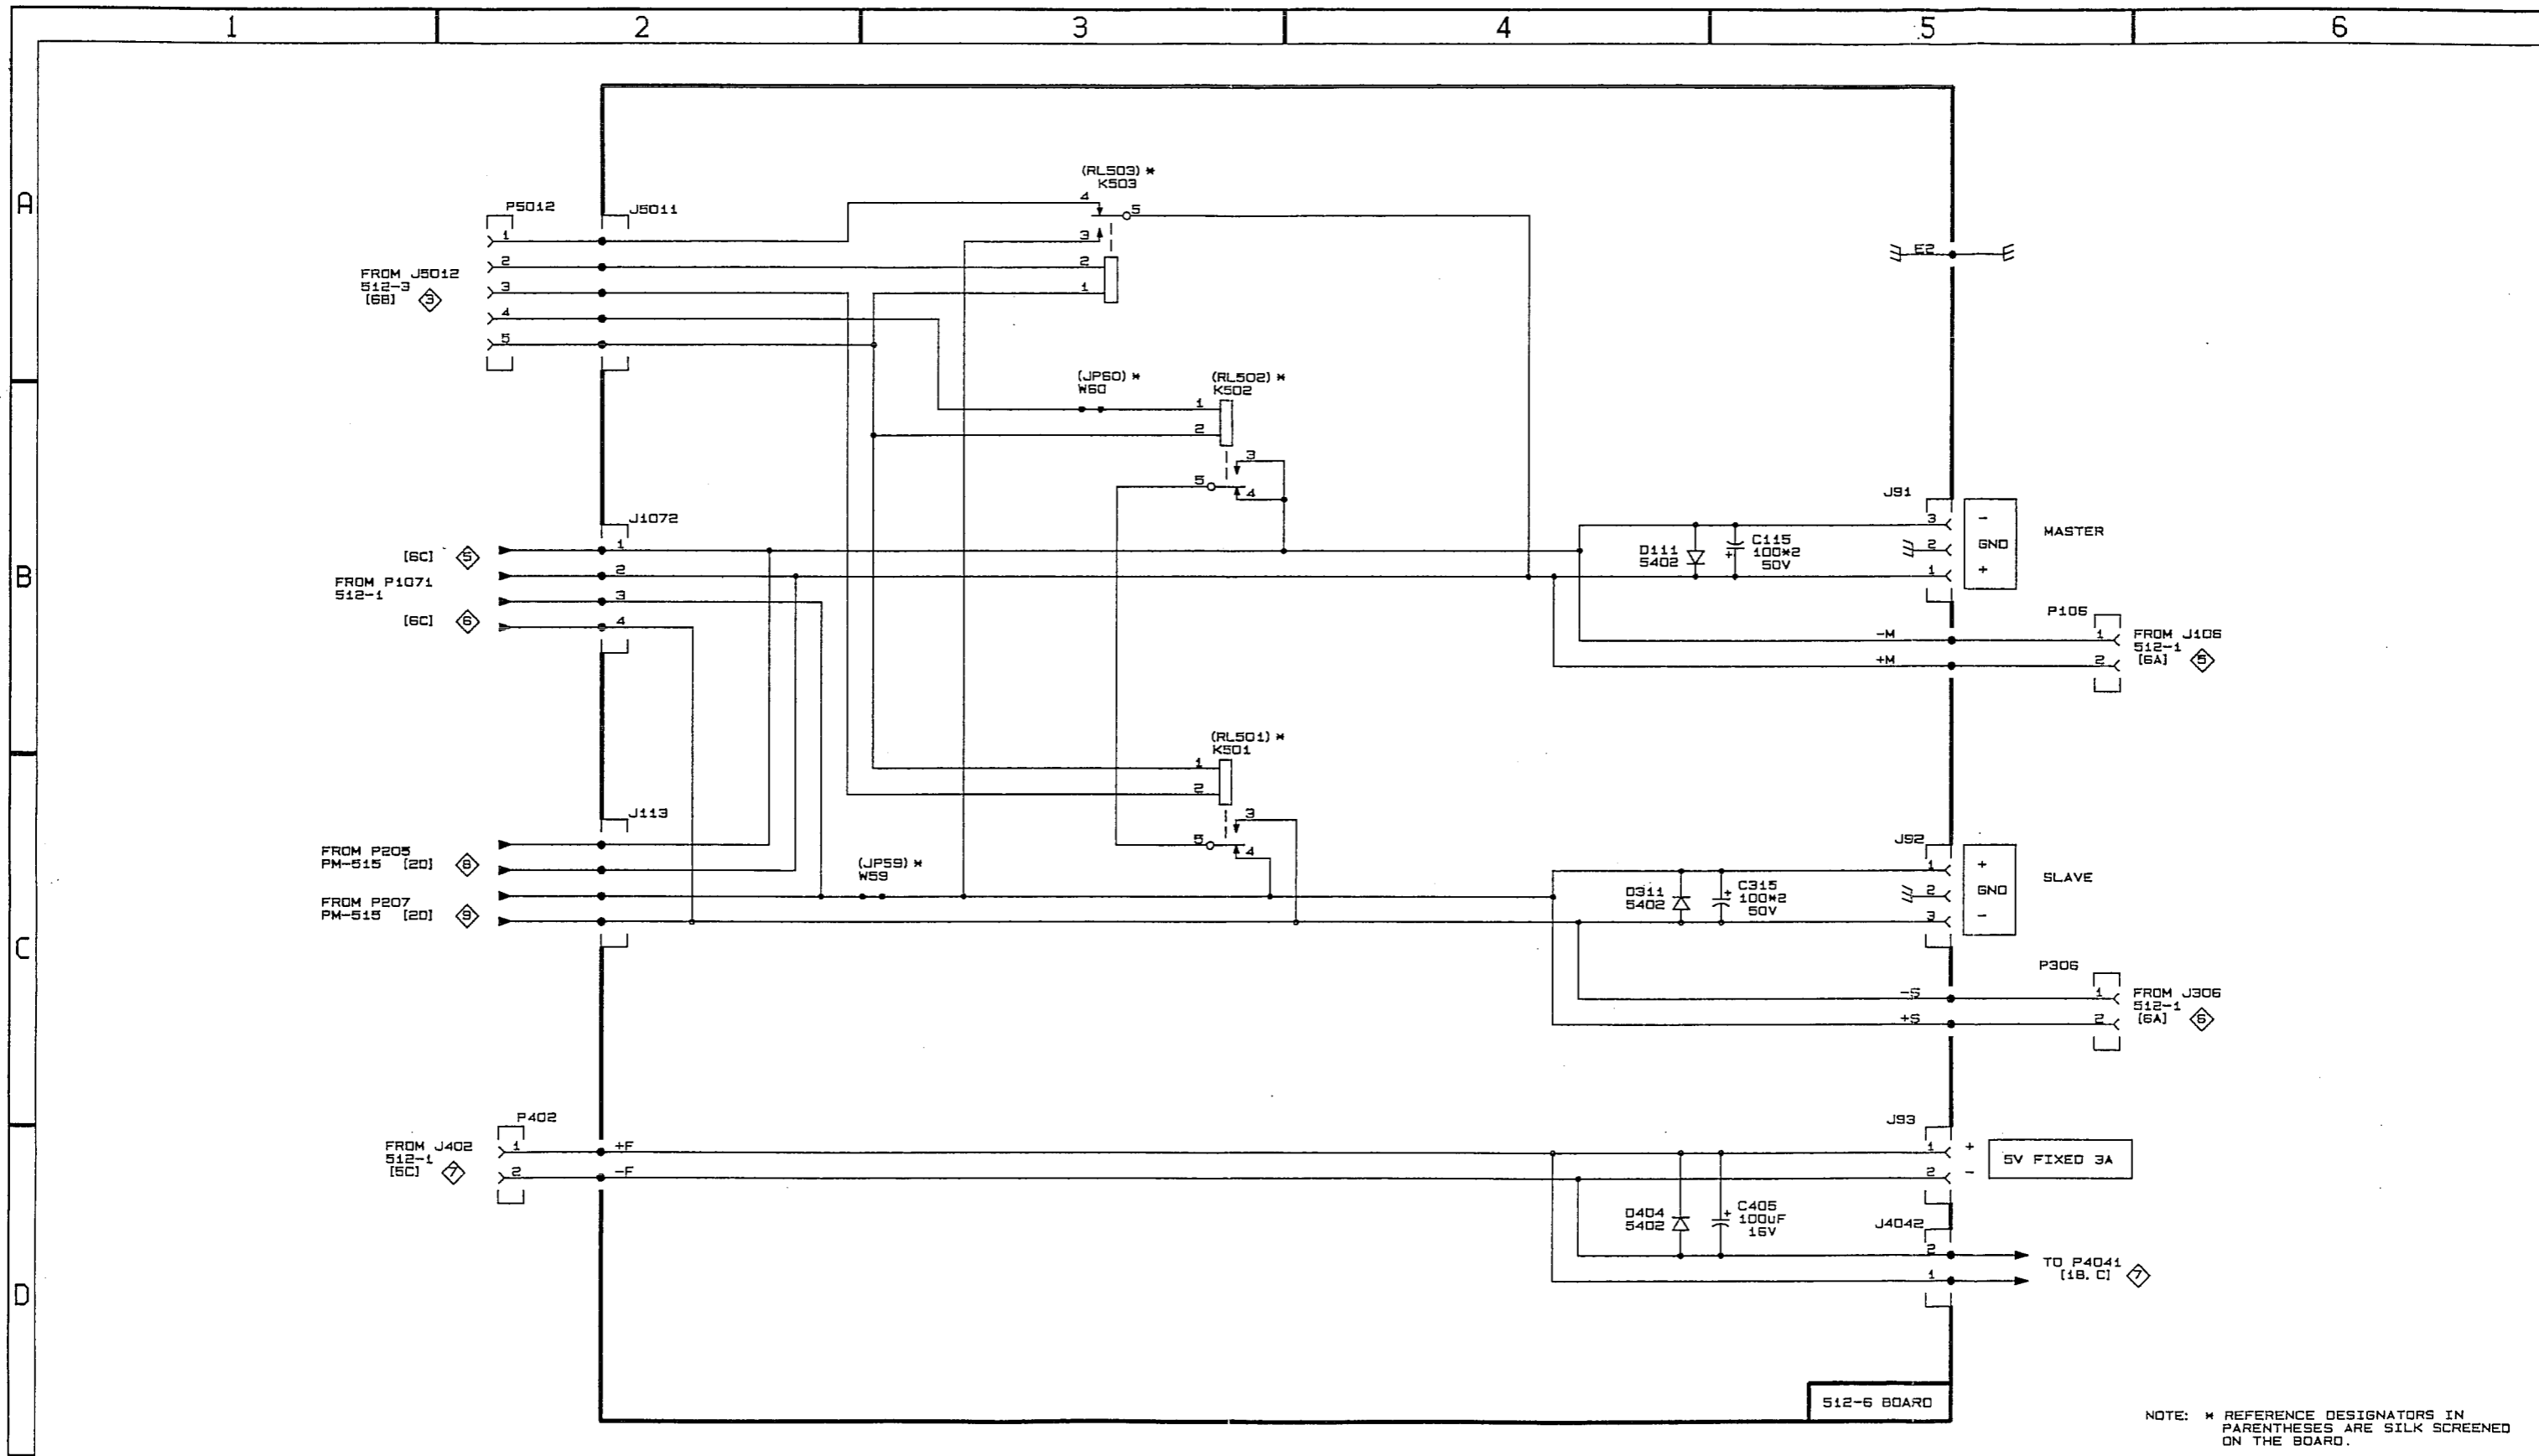 1 2 3 4 5 6
A
B
C
D
(RL503) *
K503
4
5
3
2
1
P5012
J5011
1
2
3
4
5
FROM J5012
512-3
[6B] 3
E2
(JP60) *
W60
(RL502) *
K502
1
2
3
5
4
J1072
[6C] 5
FROM P1071
512-1
[6C] 6
1
2
3
4
D111
5402
C115
100*2
50V
+
J91
3
2
1
-
GND
+
MASTER
P106
-M
+M
1
2
FROM J106
512-1
[6A] 5
(RL501) *
K501
1
2
3
5
4
J113
FROM P205
PM-515 [2D] 8
FROM P207
PM-515 [2D] 9
(JP59) *
W59
D311
5402
+
C315
100*2
50V
J92
1
2
3
+
GND
-
SLAVE
P306
-S
+S
1
2
FROM J306
512-1
[6A] 6
P402
FROM J402
512-1
[5C] 7
1
2
+F
-F
J93
1
2
+
-
5V FIXED 3A
D404
5402
+
C405
100uF
16V
J4042
2
1
TO P4041
[1B, C] 7
512-6 BOARD
NOTE: * REFERENCE DESIGNATORS IN
PARENTHESES ARE SILK SCREENED
ON THE BOARD.